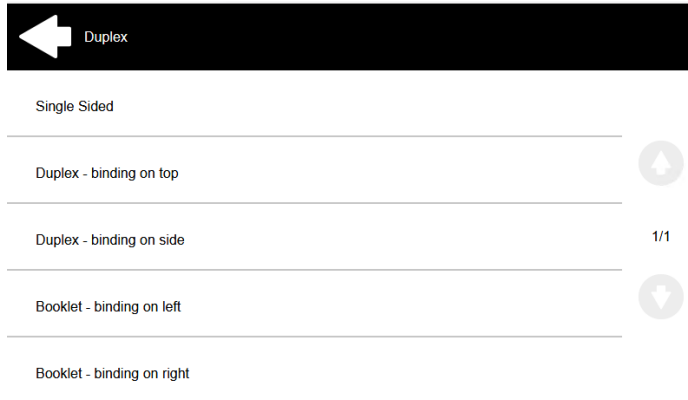 Duplex
Single Sided
Duplex - binding on top
Duplex - binding on side
1/1
Booklet - binding on left
Booklet - binding on right